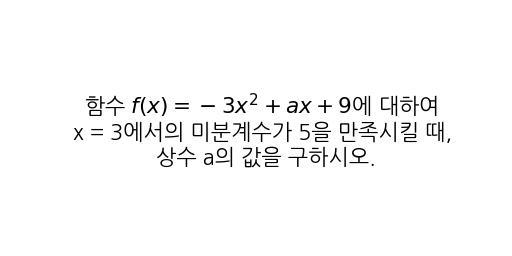 함수 f(x) = − 3x² + ax + 9에 대하여
x = 3에서의 미분계수가 5을 만족시킬 때,
상수 a의 값을 구하시오.